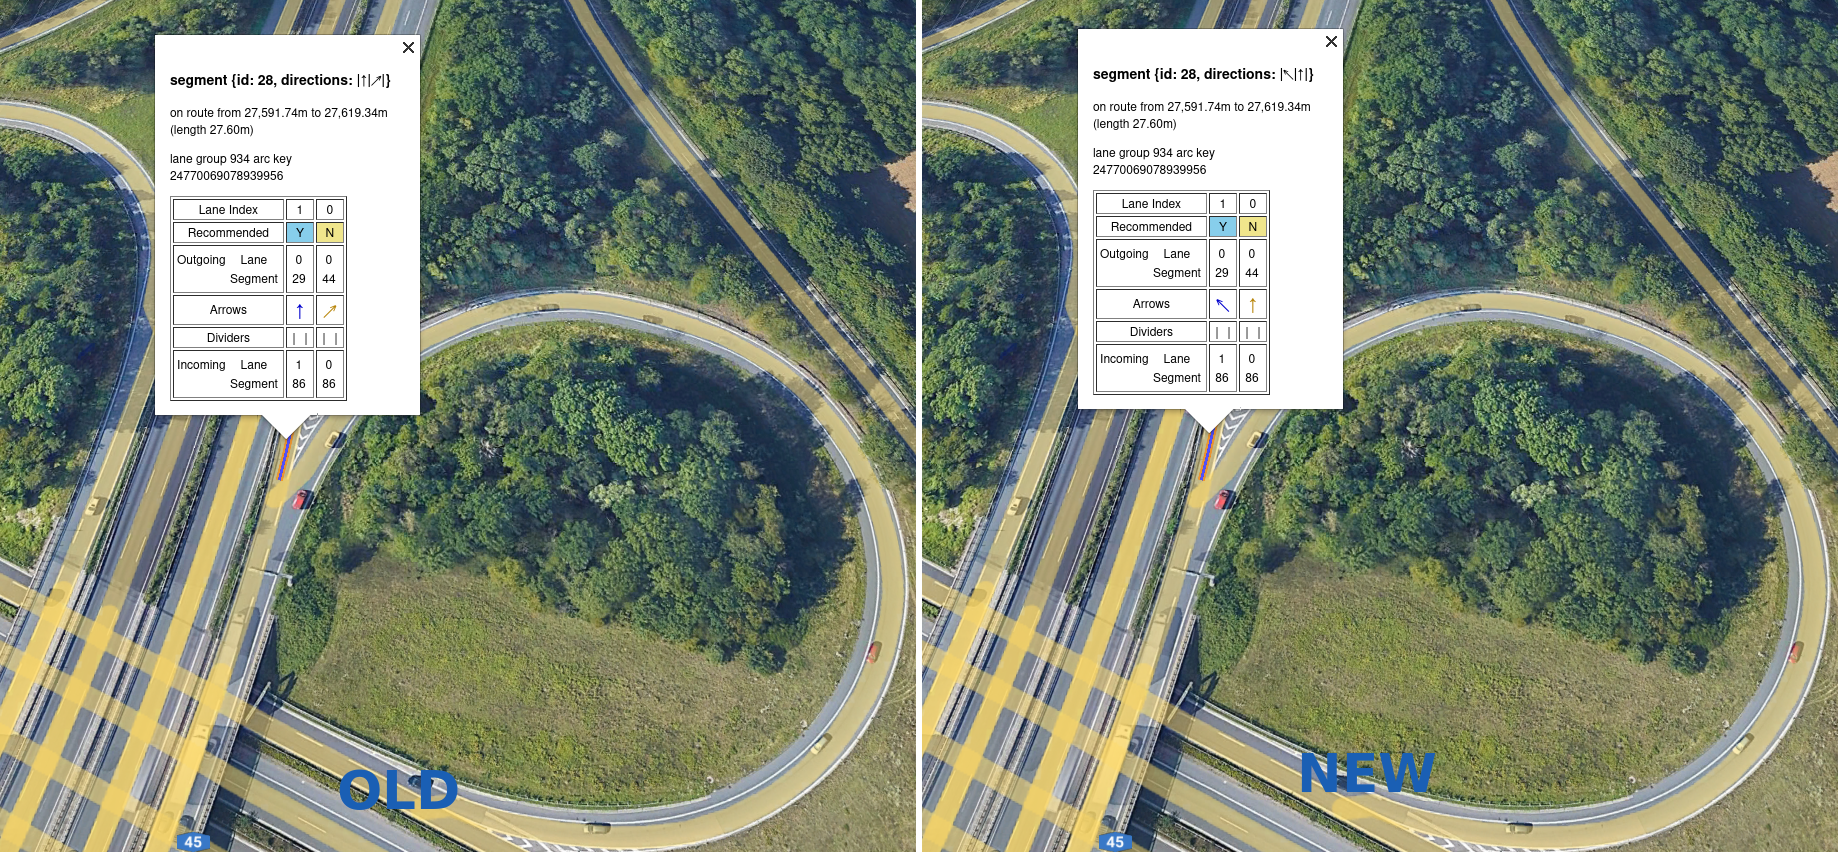 segment {id: 28, directions: |↑|↗|}
on route from 27,591.74m to 27,619.34m
(length 27.60m)
lane group 934 arc key
24770069078939956
Lane Index 1 0
Recommended Y N
Outgoing Lane 0 0
Segment 29 44
Arrows ↑ ↗
Dividers | | | |
Incoming Lane 1 0
Segment 86 86
OLD
45
segment {id: 28, directions: |↖|↑|}
on route from 27,591.74m to 27,619.34m
(length 27.60m)
lane group 934 arc key
24770069078939956
Lane Index 1 0
Recommended Y N
Outgoing Lane 0 0
Segment 29 44
Arrows ↖ ↑
Dividers | | | |
Incoming Lane 1 0
Segment 86 86
NEW
45